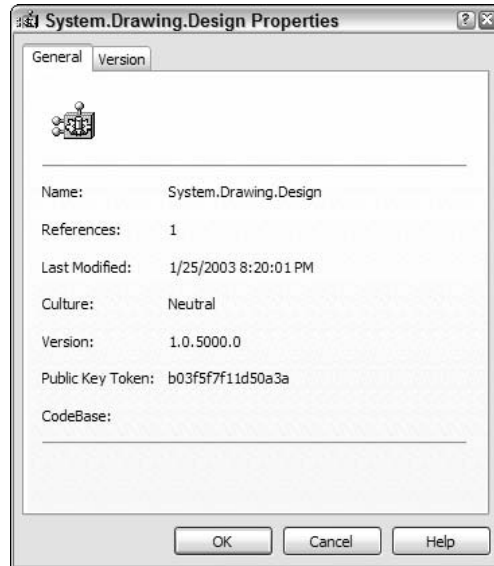 System.Drawing.Design Properties
General Version
Name: System.Drawing.Design
References: 1
Last Modified: 1/25/2003 8:20:01 PM
Culture: Neutral
Version: 1.0.5000.0
Public Key Token: b03f5f7f11d50a3a
CodeBase:
OK Cancel Help